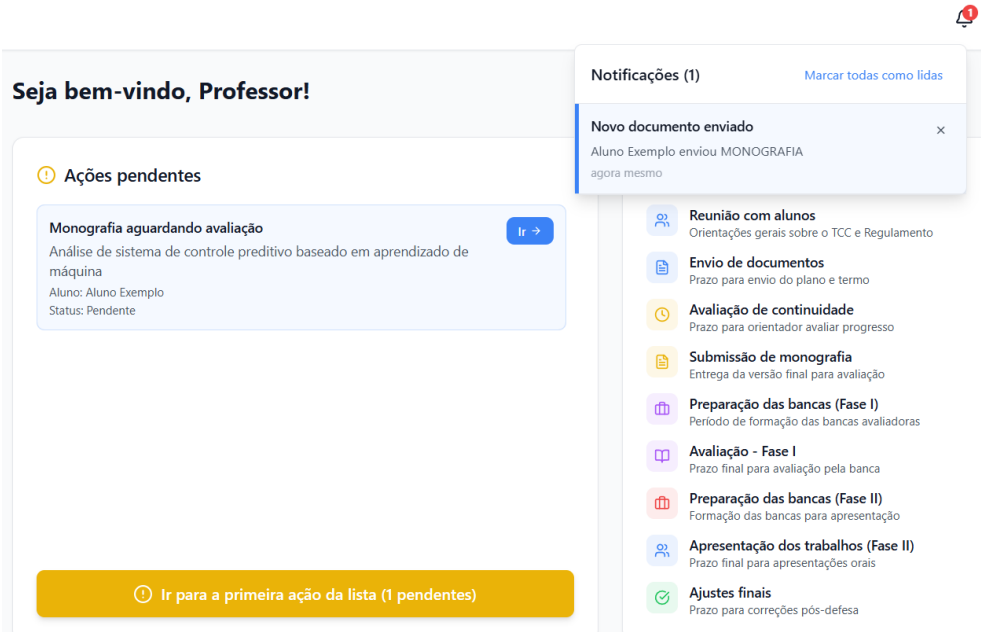 1
Notificações (1)
Marcar todas como lidas
Novo documento enviado
×
Aluno Exemplo enviou MONOGRAFIA
agora mesmo
Seja bem-vindo, Professor!
Ações pendentes
Monografia aguardando avaliação
Ir →
Análise de sistema de controle preditivo baseado em aprendizado de
máquina
Aluno: Aluno Exemplo
Status: Pendente
Ir para a primeira ação da lista (1 pendentes)
Reunião com alunos
Orientações gerais sobre o TCC e Regulamento
Envio de documentos
Prazo para envio do plano e termo
Avaliação de continuidade
Prazo para orientador avaliar progresso
Submissão de monografia
Entrega da versão final para avaliação
Preparação das bancas (Fase I)
Período de formação das bancas avaliadoras
Avaliação - Fase I
Prazo final para avaliação pela banca
Preparação das bancas (Fase II)
Formação das bancas para apresentação
Apresentação dos trabalhos (Fase II)
Prazo final para apresentações orais
Ajustes finais
Prazo para correções pós-defesa